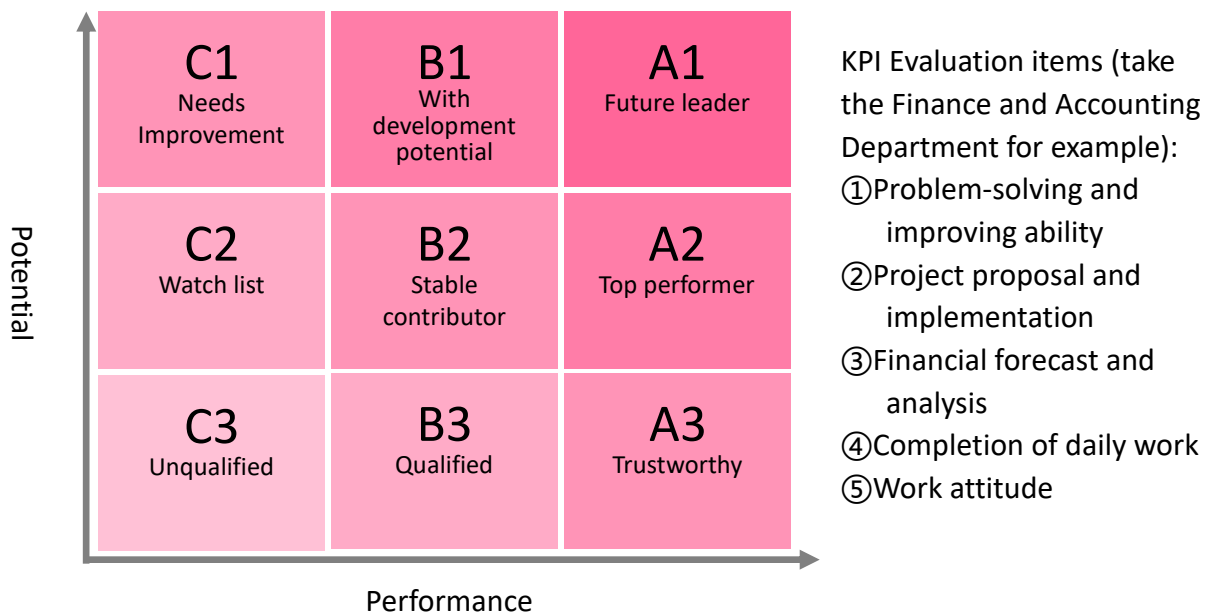 C1
Needs
Improvement
B1
With
development
potential
A1
Future leader
C2
Watch list
B2
Stable
contributor
A2
Top performer
C3
Unqualified
B3
Qualified
A3
Trustworthy
Potential
Performance
KPI Evaluation items (take
the Finance and Accounting
Department for example):
①Problem-solving and
improving ability
②Project proposal and
implementation
③Financial forecast and
analysis
④Completion of daily work
⑤Work attitude